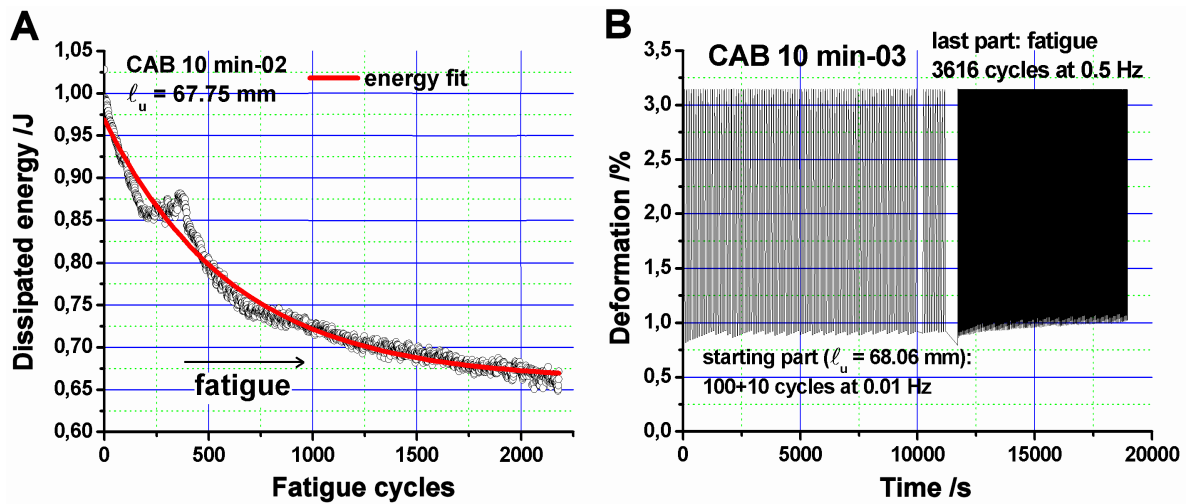 A
CAB 10 min-02
ℓu = 67.75 mm
energy fit
fatigue
1,05
1,00
0,95
0,90
0,85
0,80
0,75
0,70
0,65
0,60
Dissipated energy /J
0
500
1000
1500
2000
Fatigue cycles
B
CAB 10 min-03
last part: fatigue
3616 cycles at 0.5 Hz
starting part (ℓu = 68.06 mm):
100+10 cycles at 0.01 Hz
3,5
3,0
2,5
2,0
1,5
1,0
0,5
0,0
Deformation /%
0
5000
10000
15000
20000
Time /s